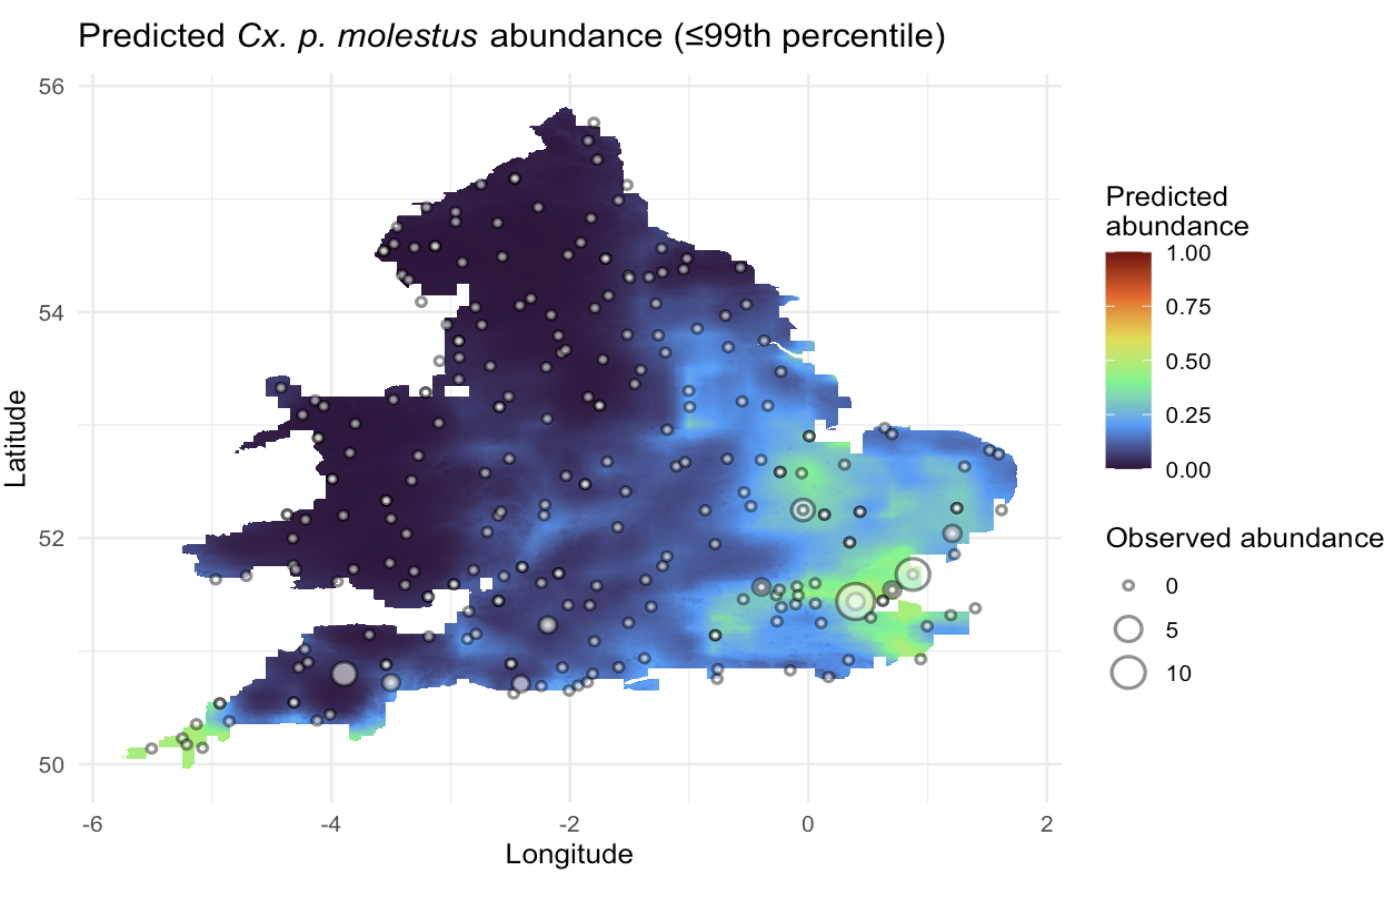 Predicted Cx. p. molestus abundance (≤99th percentile)
56
54
52
50
Latitude
-6
-4
-2
0
2
Longitude
Predicted
abundance
1.00
0.75
0.50
0.25
0.00
Observed abundance
0
5
10